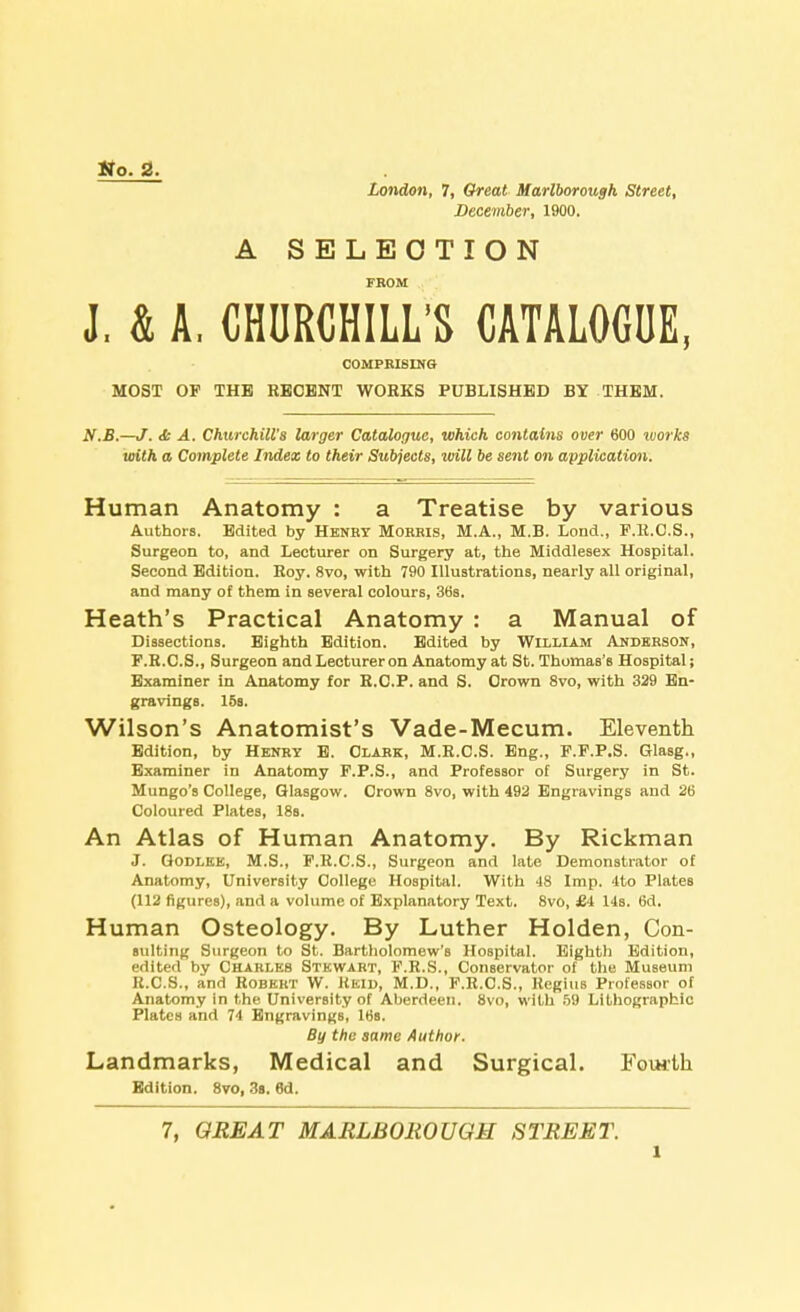 No. 2.
London, 7, Great Marlborough Street,
December, 1900.
A SELECTION
FROM
J. & A. CHURCHILL'S CATALOGUE,
COMPRISING
MOST OF THE RECENT WORKS PUBLISHED BY THEM.
N.B.—J. & A. Churchill's larger Catalogue, which contains over 600 works
with a Complete Index to their Subjects, will be sent on application.
Human Anatomy : a Treatise by various
Authors. Edited by Henry Morris, M.A., M.B. Lond., F.R.C.S.,
Surgeon to, and Lecturer on Surgery at, the Middlesex Hospital.
Second Edition. Roy. 8vo, with 790 Illustrations, nearly all original,
and many of them in several colours, 36s.
Heath's Practical Anatomy : a Manual of
Dissections. Eighth Edition. Edited by William Anderson,
F.R.C.S., Surgeon and Lecturer on Anatomy at St. Thomas's Hospital;
Examiner in Anatomy for R.C.P. and S. Crown 8vo, with 329 En-
gravings. 15s.
Wilson's Anatomist's Vade-Mecum. Eleventh
Edition, by Henry E. Clark, M.R.C.S. Eng., F.F.P.S. Glasg.,
Examiner in Anatomy F.P.S., and Professor of Surgery in St.
Mungo's College, Glasgow. Crown 8vo, with 492 Engravings and 26
Coloured Plates, 18s.
An Atlas of Human Anatomy. By Rickman
J. Godlee, M.S., F.R.C.S., Surgeon and late Demonstrator of
Anatomy, University College Hospital. With 48 Imp. 4to Plates
(112 figures), and a volume of Explanatory Text. 8vo, £4 14s. 6d.
Human Osteology. By Luther Holden, Con-
sulting Surgeon to St. Bartholomew's Hospital. Eighth Edition,
edited by Charles Stewart, F.R.S., Conservator of the Museum
R.C.S., and Robert W. Reid, M.D., F.R.C.S., Regius Professor of
Anatomy in the University of Aberdeen. 8vo, with 59 Lithographic
Plates and 74 Engravings, 16s.
By the same Author.
Landmarks, Medical and Surgical. Fourth
Edition. 8vo, 3s. 6d.
7, GREAT MARLBOROUGH STREET.
1